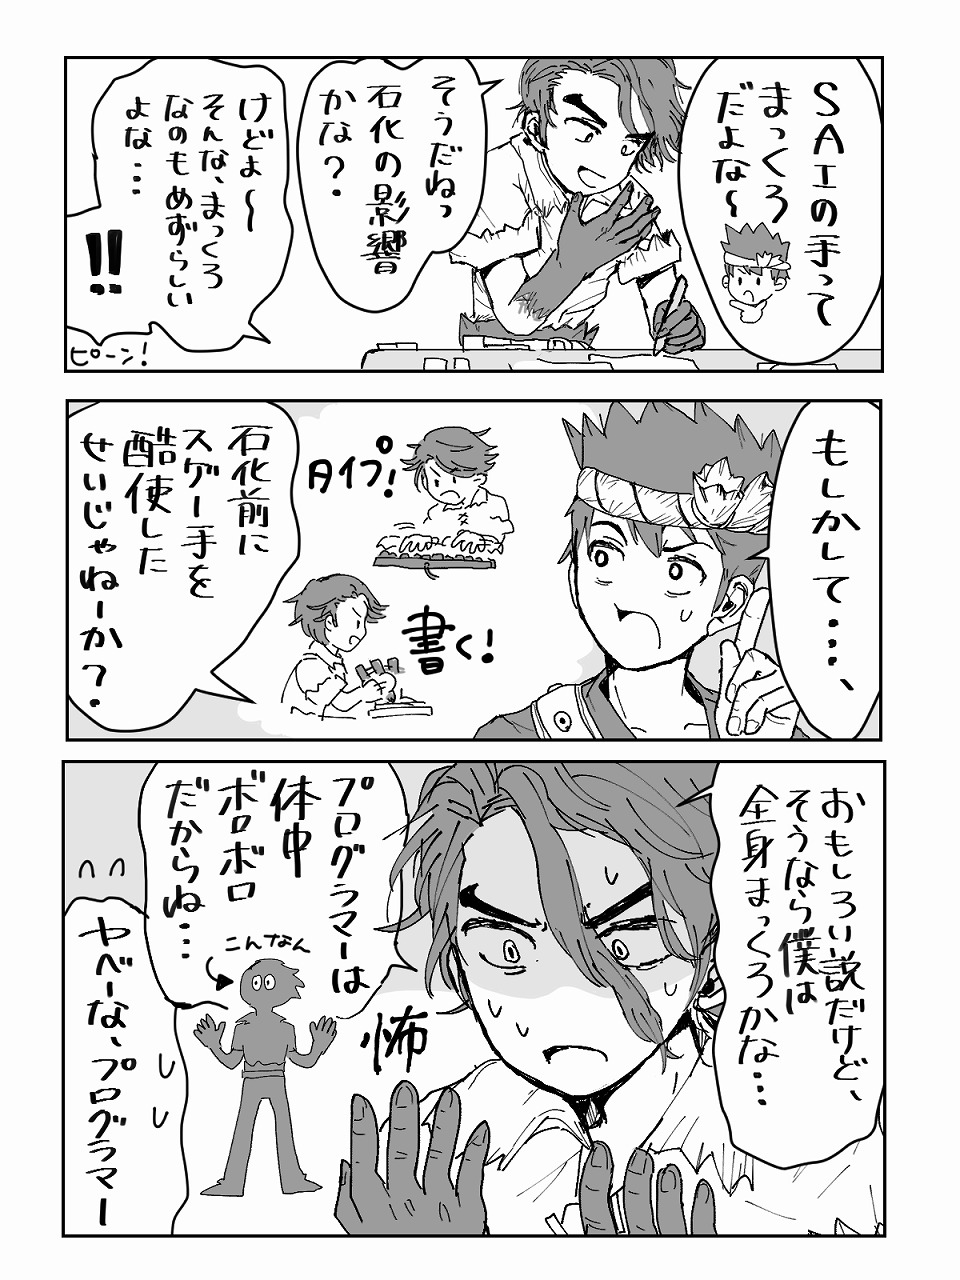 SAIの手って
まっくろ
だよな〜
そうだねっ
石化の影響
かな?
けどよ〜
そんな、まっくろ
なのもめずらしい
よな…
!!
ピーン!
もしかして…、
タイプ!
書く!
石化前に
スゲー手を
酷使した
せいじゃねーか?
おもしろい説だけど、
そうなら僕は
全身まっくろかな…
プログラマーは
体中
ボロボロ
だからね…
こんなん
怖
ヤベーな、プログラマー